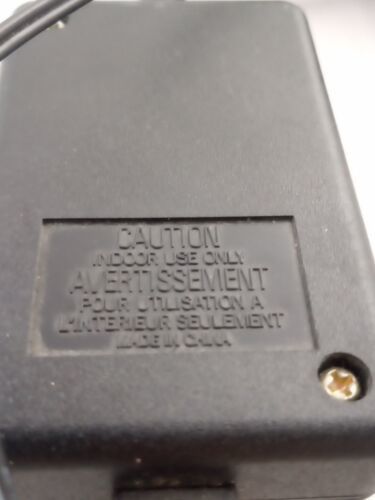 CAUTION
INDOOR USE ONLY
AVERTISSEMENT
POUR UTILISATION A
L'INTERIEUR SEULEMENT
MADE IN CHINA